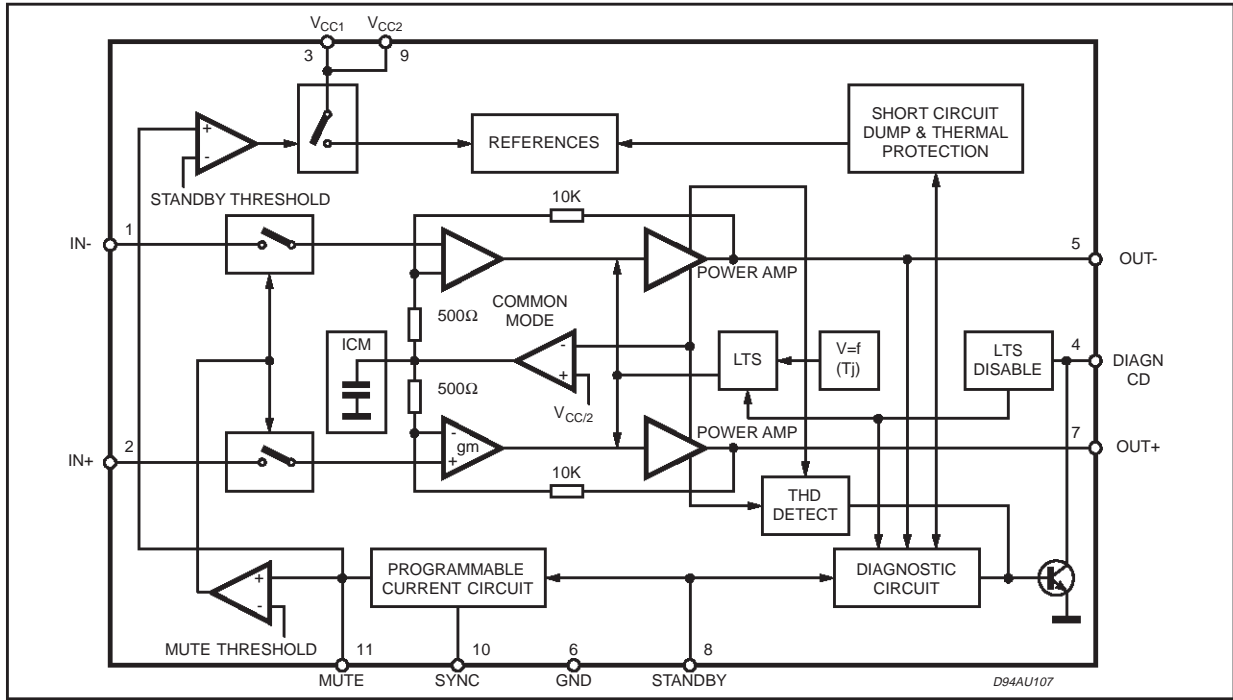 VCC1 VCC2
3 9
+
-
STANDBY THRESHOLD
REFERENCES
SHORT CIRCUIT
DUMP & THERMAL
PROTECTION
10K
IN- 1
5 OUT-
POWER AMP
500Ω
COMMON
MODE
ICM
-
+
VCC/2
LTS
V=f
(Tj)
LTS
DISABLE
4 DIAGN
CD
500Ω
IN+ 2
-
gm
+
POWER AMP
7 OUT+
10K
THD
DETECT
+
-
MUTE THRESHOLD
PROGRAMMABLE
CURRENT CIRCUIT
DIAGNOSTIC
CIRCUIT
11 10 6 8
MUTE SYNC GND STANDBY
D94AU107